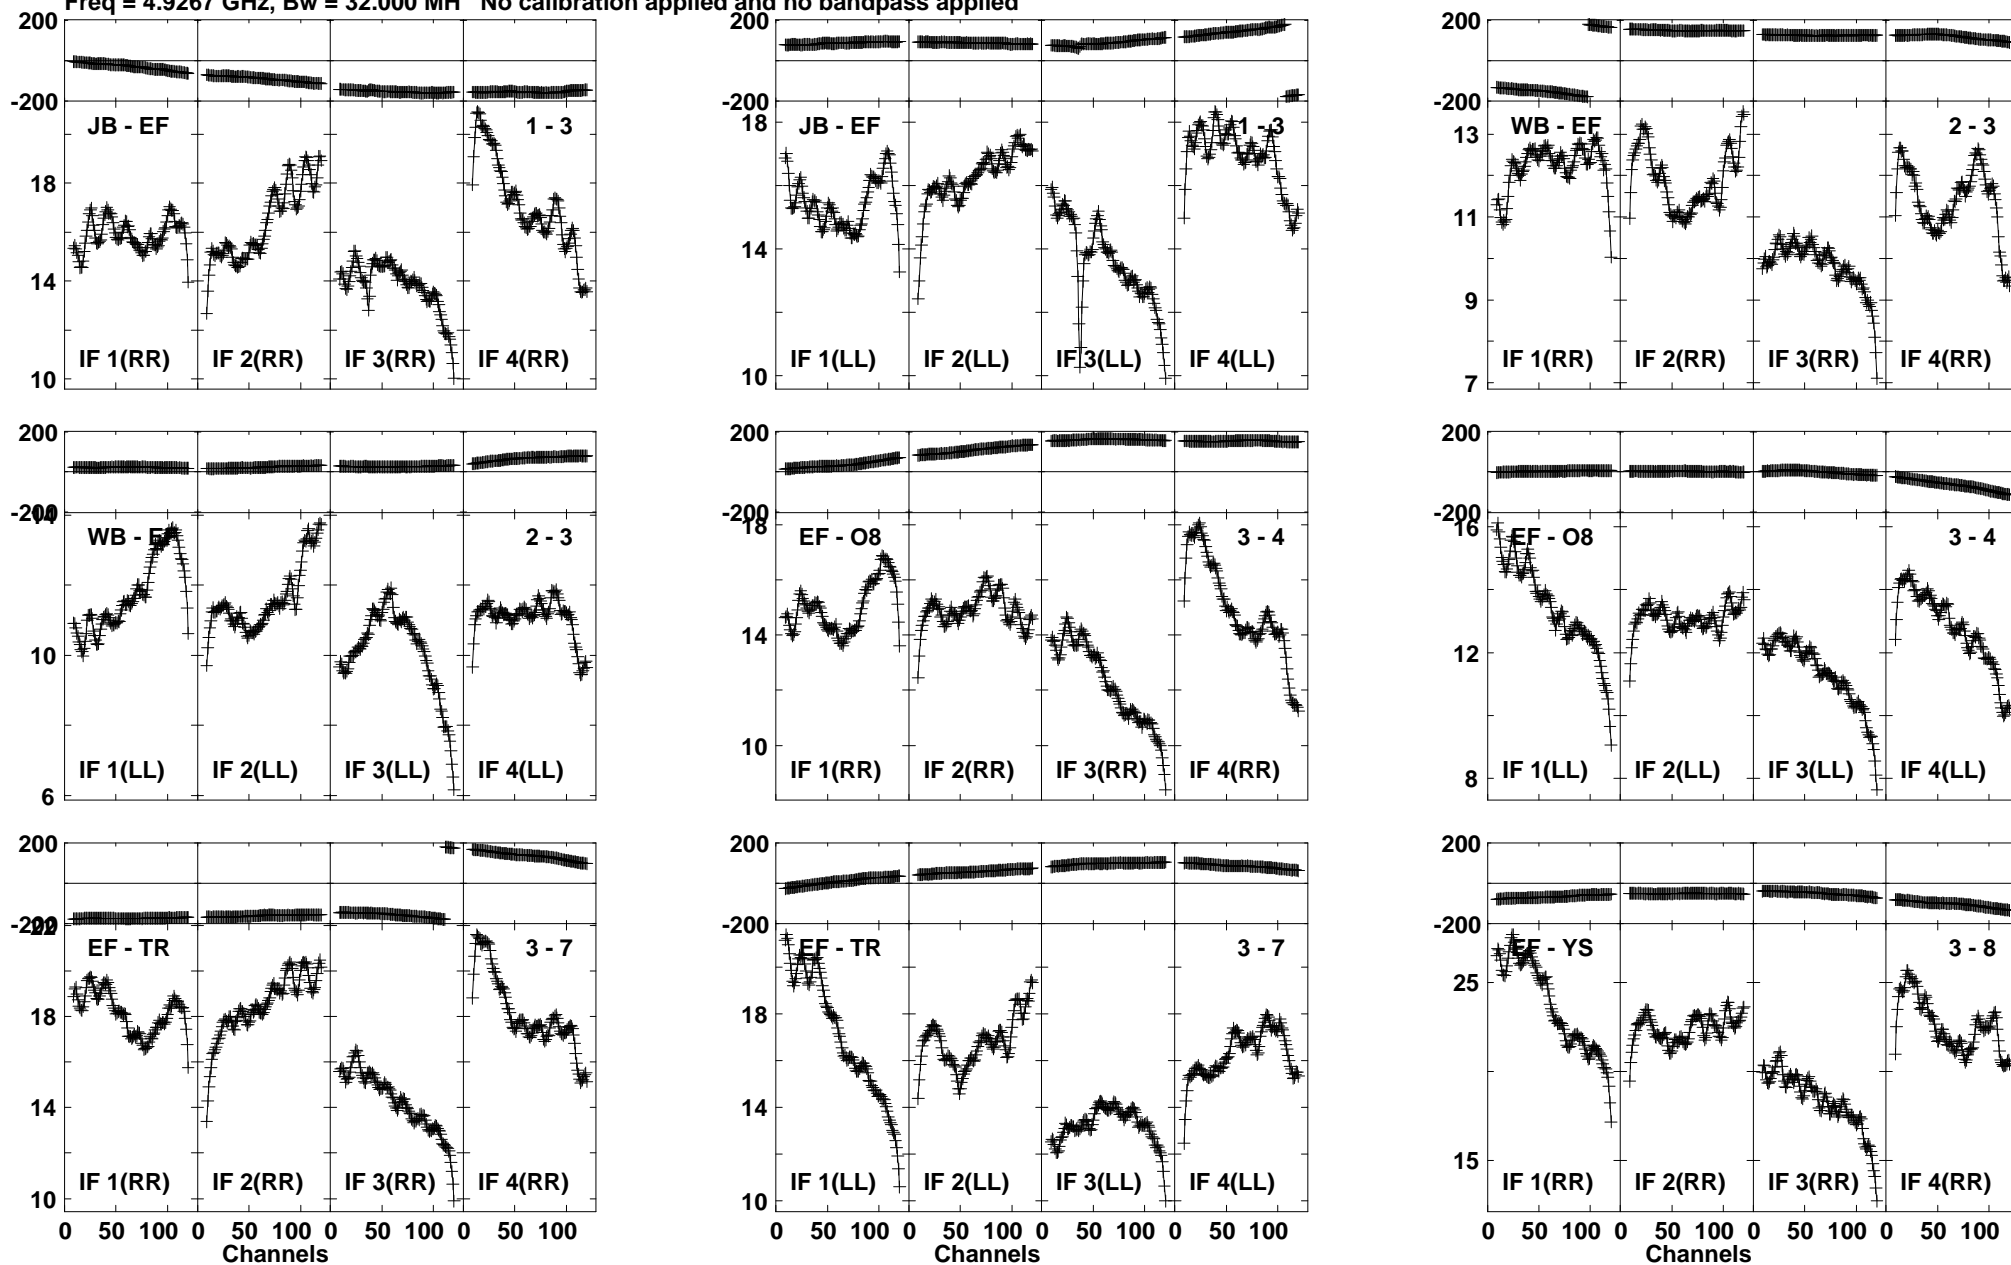 Freq = 4.9267 GHz, Bw = 32.000 MH No calibration applied and no bandpass applied
200
-200
JB - EF 1 - 3
18
14
10
IF 1(RR) IF 2(RR) IF 3(RR) IF 4(RR)
200
-200
JB - EF 1 - 3
18
14
10
IF 1(LL) IF 2(LL) IF 3(LL) IF 4(LL)
200
-200
WB - EF 2 - 3
13
11
9
7
IF 1(RR) IF 2(RR) IF 3(RR) IF 4(RR)
200
-200
14
WB - EF 2 - 3
10
6
IF 1(LL) IF 2(LL) IF 3(LL) IF 4(LL)
200
-200
18
EF - O8 3 - 4
14
10
IF 1(RR) IF 2(RR) IF 3(RR) IF 4(RR)
200
-200
16
EF - O8 3 - 4
12
8
IF 1(LL) IF 2(LL) IF 3(LL) IF 4(LL)
200
-200
22
EF - TR 3 - 7
18
14
10
IF 1(RR) IF 2(RR) IF 3(RR) IF 4(RR)
0 50 100 0 50 100 0 50 100 0 50 100
Channels
200
-200
EF - TR 3 - 7
18
14
10
IF 1(LL) IF 2(LL) IF 3(LL) IF 4(LL)
0 50 100 0 50 100 0 50 100 0 50 100
Channels
200
-200
EF - YS 3 - 8
25
15
IF 1(RR) IF 2(RR) IF 3(RR) IF 4(RR)
0 50 100 0 50 100 0 50 100 0 50 100
Channels